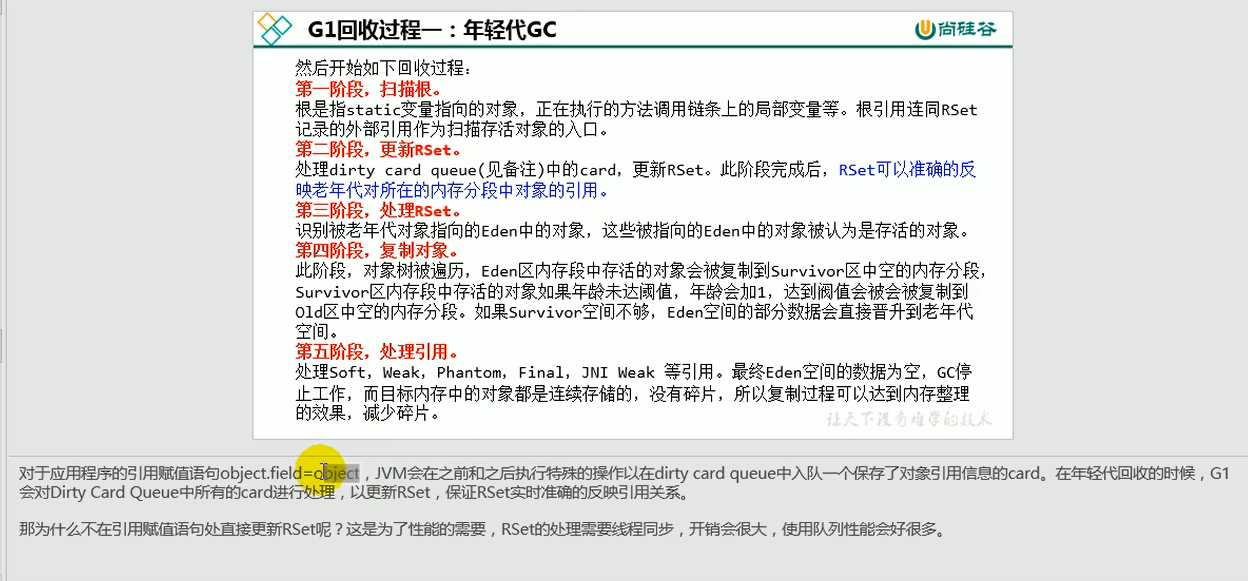 G1回收过程一：年轻代GC
尚硅谷
然后开始如下回收过程：
第一阶段，扫描根。
根是指static变量指向的对象，正在执行的方法调用链条上的局部变量等。根引用连同RSet
记录的外部引用作为扫描存活对象的入口。
第二阶段，更新RSet。
处理dirty card queue(见备注)中的card，更新RSet。此阶段完成后，RSet可以准确的反
映老年代对所在的内存分段中对象的引用。
第三阶段，处理RSet。
识别被老年代对象指向的Eden中的对象，这些被指向的Eden中的对象被认为是存活的对象。
第四阶段，复制对象。
此阶段，对象树被遍历，Eden区内存段中存活的对象会被复制到Survivor区中空的内存分段，
Survivor区内存段中存活的对象如果年龄未达阈值，年龄会加1，达到阀值会被会被复制到
Old区中空的内存分段。如果Survivor空间不够，Eden空间的部分数据会直接晋升到老年代
空间。
第五阶段，处理引用。
处理Soft，Weak，Phantom，Final，JNI Weak 等引用。最终Eden空间的数据为空，GC停
止工作，而目标内存中的对象都是连续存储的，没有碎片，所以复制过程可以达到内存整理
的效果，减少碎片。
让天下没有难学的技术
对于应用程序的引用赋值语句object.field=object，JVM会在之前和之后执行特殊的操作以在dirty card queue中入队一个保存了对象引用信息的card。在年轻代回收的时候，G1
会对Dirty Card Queue中所有的card进行处理，以更新RSet，保证RSet实时准确的反映引用关系。
那为什么不在引用赋值语句处直接更新RSet呢？这是为了性能的需要，RSet的处理需要线程同步，开销会很大，使用队列性能会好很多。